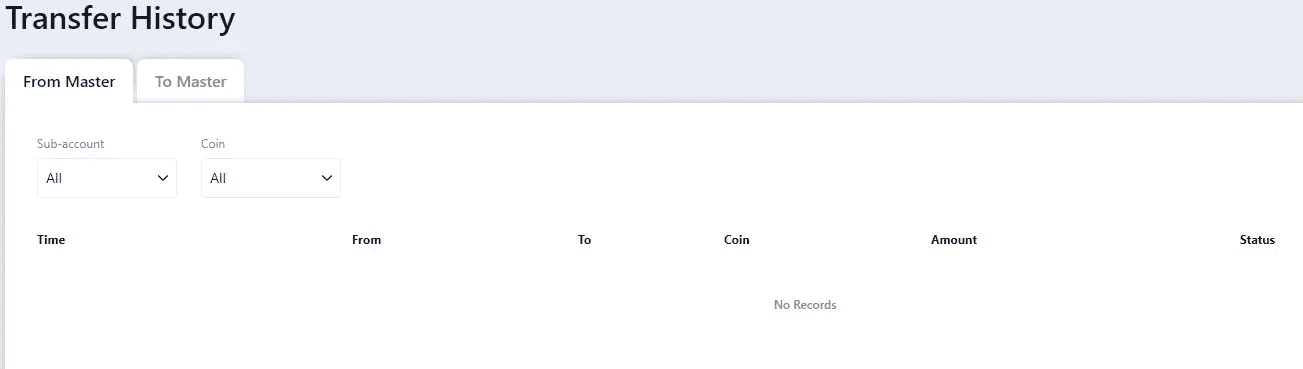 Transfer History
From Master To Master
Sub-account Coin
All All
Time From To Coin Amount Status
No Records